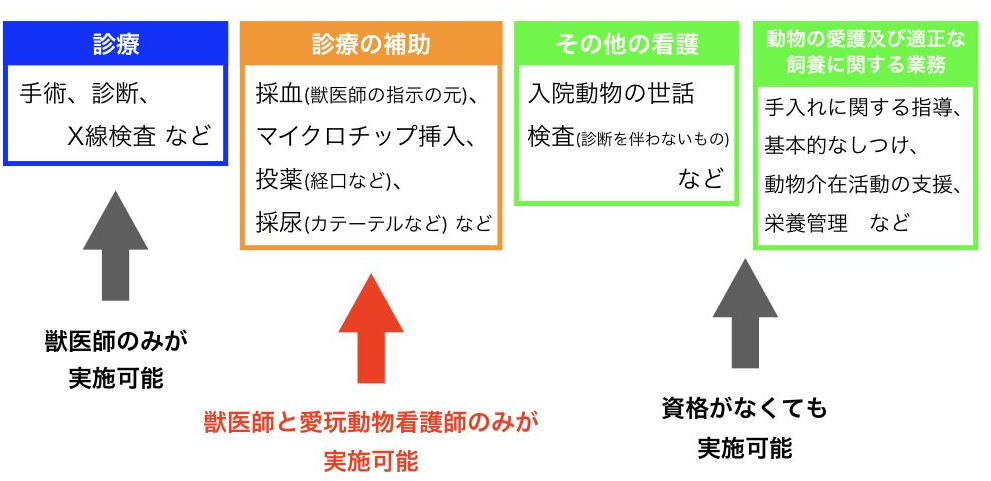 診療
手術、診断、
X線検査 など
獣医師のみが
実施可能
診療の補助
採血(獣医師の指示の元)、
マイクロチップ挿入、
投薬(経口など)、
採尿(カテーテルなど) など
獣医師と愛玩動物看護師のみが
実施可能
その他の看護
入院動物の世話
検査(診断を伴わないもの)
など
動物の愛護及び適正な
飼養に関する業務
手入れに関する指導、
基本的なしつけ、
動物介在活動の支援、
栄養管理　など
資格がなくても
実施可能